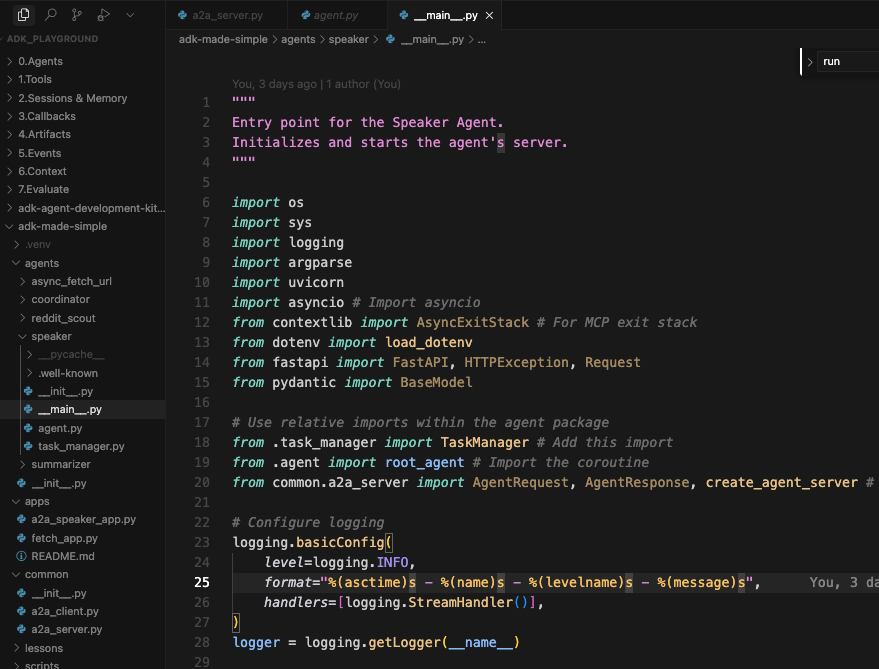 a2a_server.py
agent.py
__main__.py
ADK_PLAYGROUND
adk-made-simple > agents > speaker > __main__.py > ...
run
0.Agents
1.Tools
2.Sessions & Memory
3.Callbacks
4.Artifacts
5.Events
6.Context
7.Evaluate
adk-agent-development-kit...
adk-made-simple
.venv
agents
async_fetch_url
coordinator
reddit_scout
speaker
__pycache__
.well-known
__init__.py
__main__.py
agent.py
task_manager.py
summarizer
__init__.py
apps
a2a_speaker_app.py
fetch_app.py
README.md
common
__init__.py
a2a_client.py
a2a_server.py
lessons
scripts
You, 3 days ago | 1 author (You)
1 """
2 Entry point for the Speaker Agent.
3 Initializes and starts the agent's server.
4 """
5
6 import os
7 import sys
8 import logging
9 import argparse
10 import uvicorn
11 import asyncio # Import asyncio
12 from contextlib import AsyncExitStack # For MCP exit stack
13 from dotenv import load_dotenv
14 from fastapi import FastAPI, HTTPException, Request
15 from pydantic import BaseModel
16
17 # Use relative imports within the agent package
18 from .task_manager import TaskManager # Add this import
19 from .agent import root_agent # Import the coroutine
20 from common.a2a_server import AgentRequest, AgentResponse, create_agent_server #
21
22 # Configure logging
23 logging.basicConfig(
24 level=logging.INFO,
25 format="%(asctime)s - %(name)s - %(levelname)s - %(message)s", You, 3 da
26 handlers=[logging.StreamHandler()],
27 )
28 logger = logging.getLogger(__name__)
29